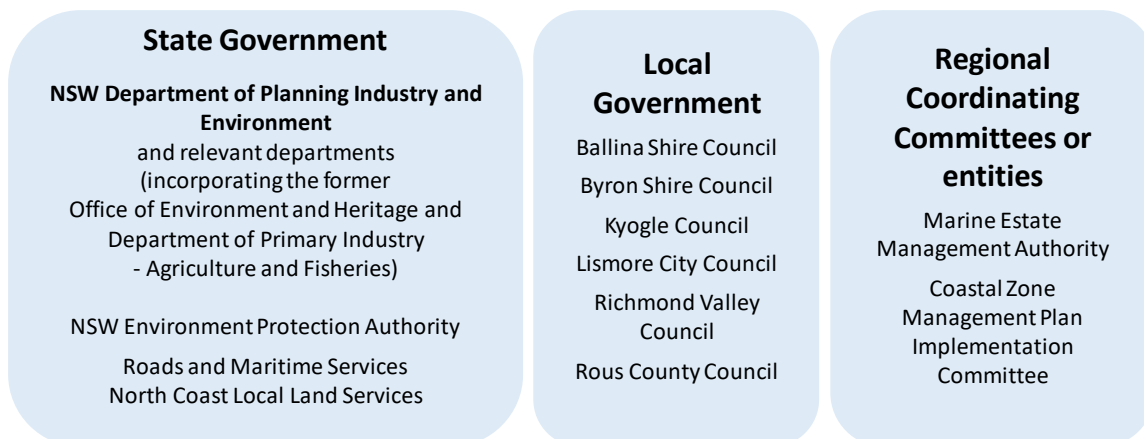 State Government
NSW Department of Planning Industry and
Environment
and relevant departments
(incorporating the former
Office of Environment and Heritage and
Department of Primary Industry
- Agriculture and Fisheries)
NSW Environment Protection Authority
Roads and Maritime Services
North Coast Local Land Services
Local
Government
Ballina Shire Council
Byron Shire Council
Kyogle Council
Lismore City Council
Richmond Valley
Council
Rous County Council
Regional
Coordinating
Committees or
entities
Marine Estate
Management Authority
Coastal Zone
Management Plan
Implementation
Committee